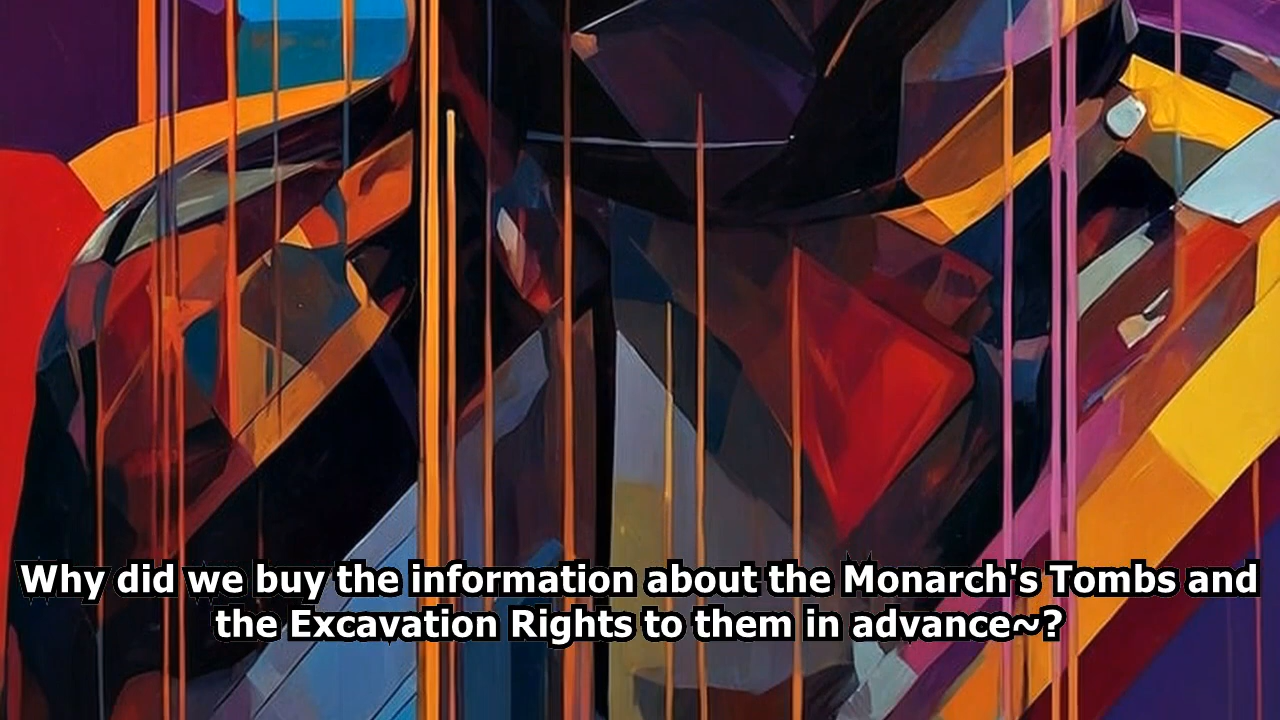 Why did we buy the information about the Monarch's Tombs and
the Excavation Rights to them in advance~?